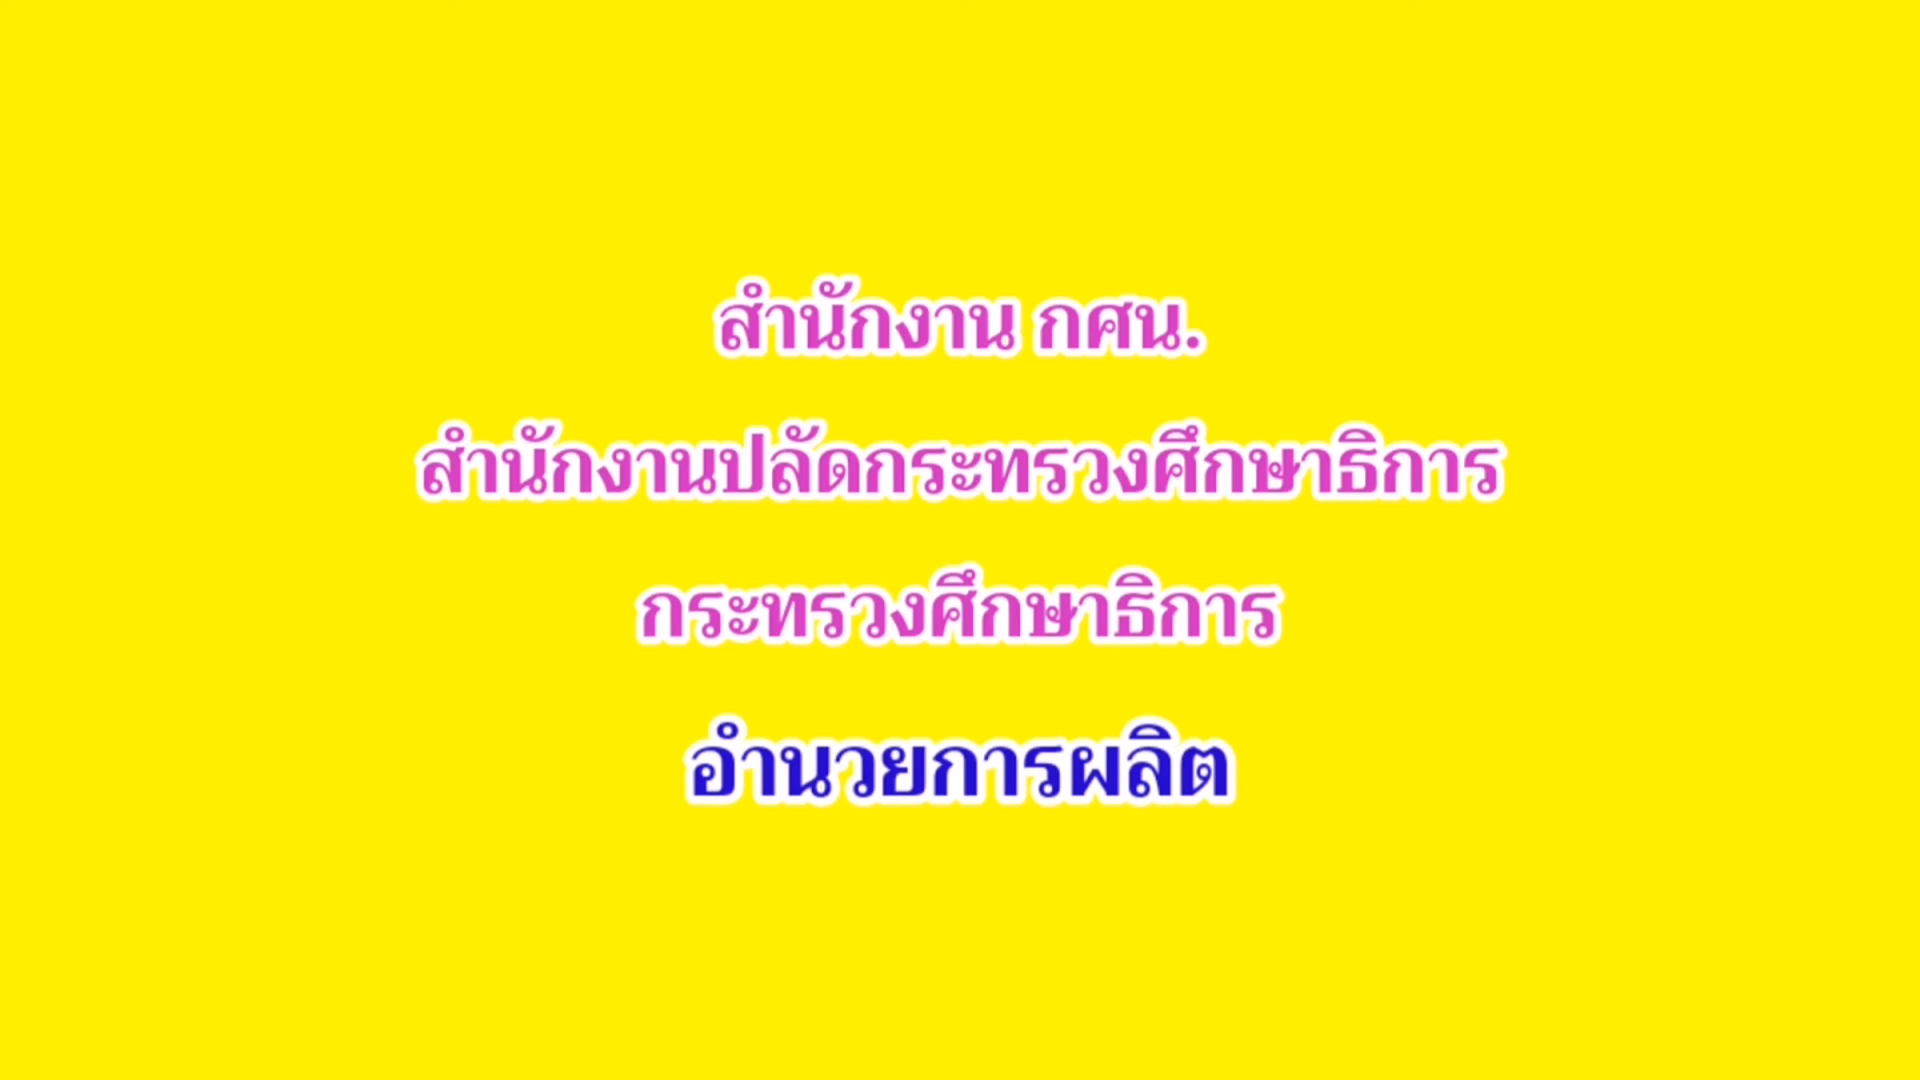 สำนักงาน กศน.
สำนักงานปลัดกระทรวงศึกษาธิการ
กระทรวงศึกษาธิการ
อำนวยการผลิต